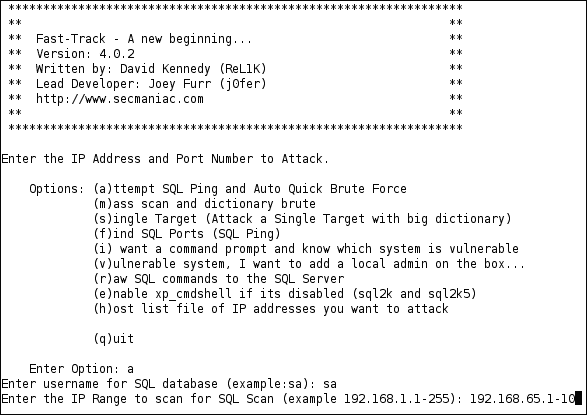 *****************************************************************
** **
** Fast-Track - A new beginning... **
** Version: 4.0.2 **
** Written by: David Kennedy (ReL1K) **
** Lead Developer: Joey Furr (j0fer) **
** http://www.secmaniac.com **
** **
*****************************************************************
Enter the IP Address and Port Number to Attack.
Options: (a)ttempt SQL Ping and Auto Quick Brute Force
(m)ass scan and dictionary brute
(s)ingle Target (Attack a Single Target with big dictionary)
(f)ind SQL Ports (SQL Ping)
(i) want a command prompt and know which system is vulnerable
(v)ulnerable system, I want to add a local admin on the box...
(r)aw SQL commands to the SQL Server
(e)nable xp_cmdshell if its disabled (sql2k and sql2k5)
(h)ost list file of IP addresses you want to attack
(q)uit
Enter Option: a
Enter username for SQL database (example:sa): sa
Enter the IP Range to scan for SQL Scan (example 192.168.1.1-255): 192.168.65.1-10